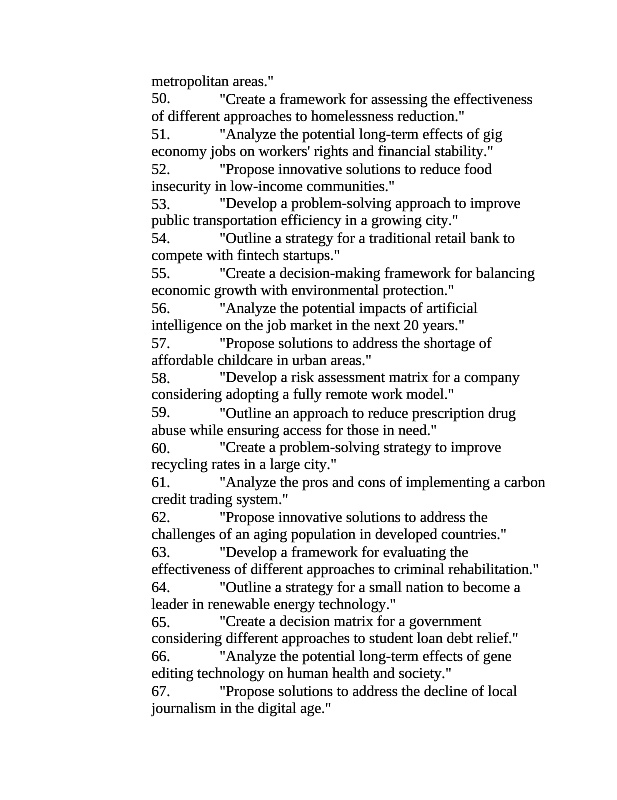 metropolitan areas."
50. "Create a framework for assessing the effectiveness
of different approaches to homelessness reduction."
51. "Analyze the potential long-term effects of gig
economy jobs on workers' rights and financial stability."
52. "Propose innovative solutions to reduce food
insecurity in low-income communities."
53. "Develop a problem-solving approach to improve
public transportation efficiency in a growing city."
54. "Outline a strategy for a traditional retail bank to
compete with fintech startups."
55. "Create a decision-making framework for balancing
economic growth with environmental protection."
56. "Analyze the potential impacts of artificial
intelligence on the job market in the next 20 years."
57. "Propose solutions to address the shortage of
affordable childcare in urban areas."
58. "Develop a risk assessment matrix for a company
considering adopting a fully remote work model."
59. "Outline an approach to reduce prescription drug
abuse while ensuring access for those in need."
60. "Create a problem-solving strategy to improve
recycling rates in a large city."
61. "Analyze the pros and cons of implementing a carbon
credit trading system."
62. "Propose innovative solutions to address the
challenges of an aging population in developed countries."
63. "Develop a framework for evaluating the
effectiveness of different approaches to criminal rehabilitation."
64. "Outline a strategy for a small nation to become a
leader in renewable energy technology."
65. "Create a decision matrix for a government
considering different approaches to student loan debt relief."
66. "Analyze the potential long-term effects of gene
editing technology on human health and society."
67. "Propose solutions to address the decline of local
journalism in the digital age."